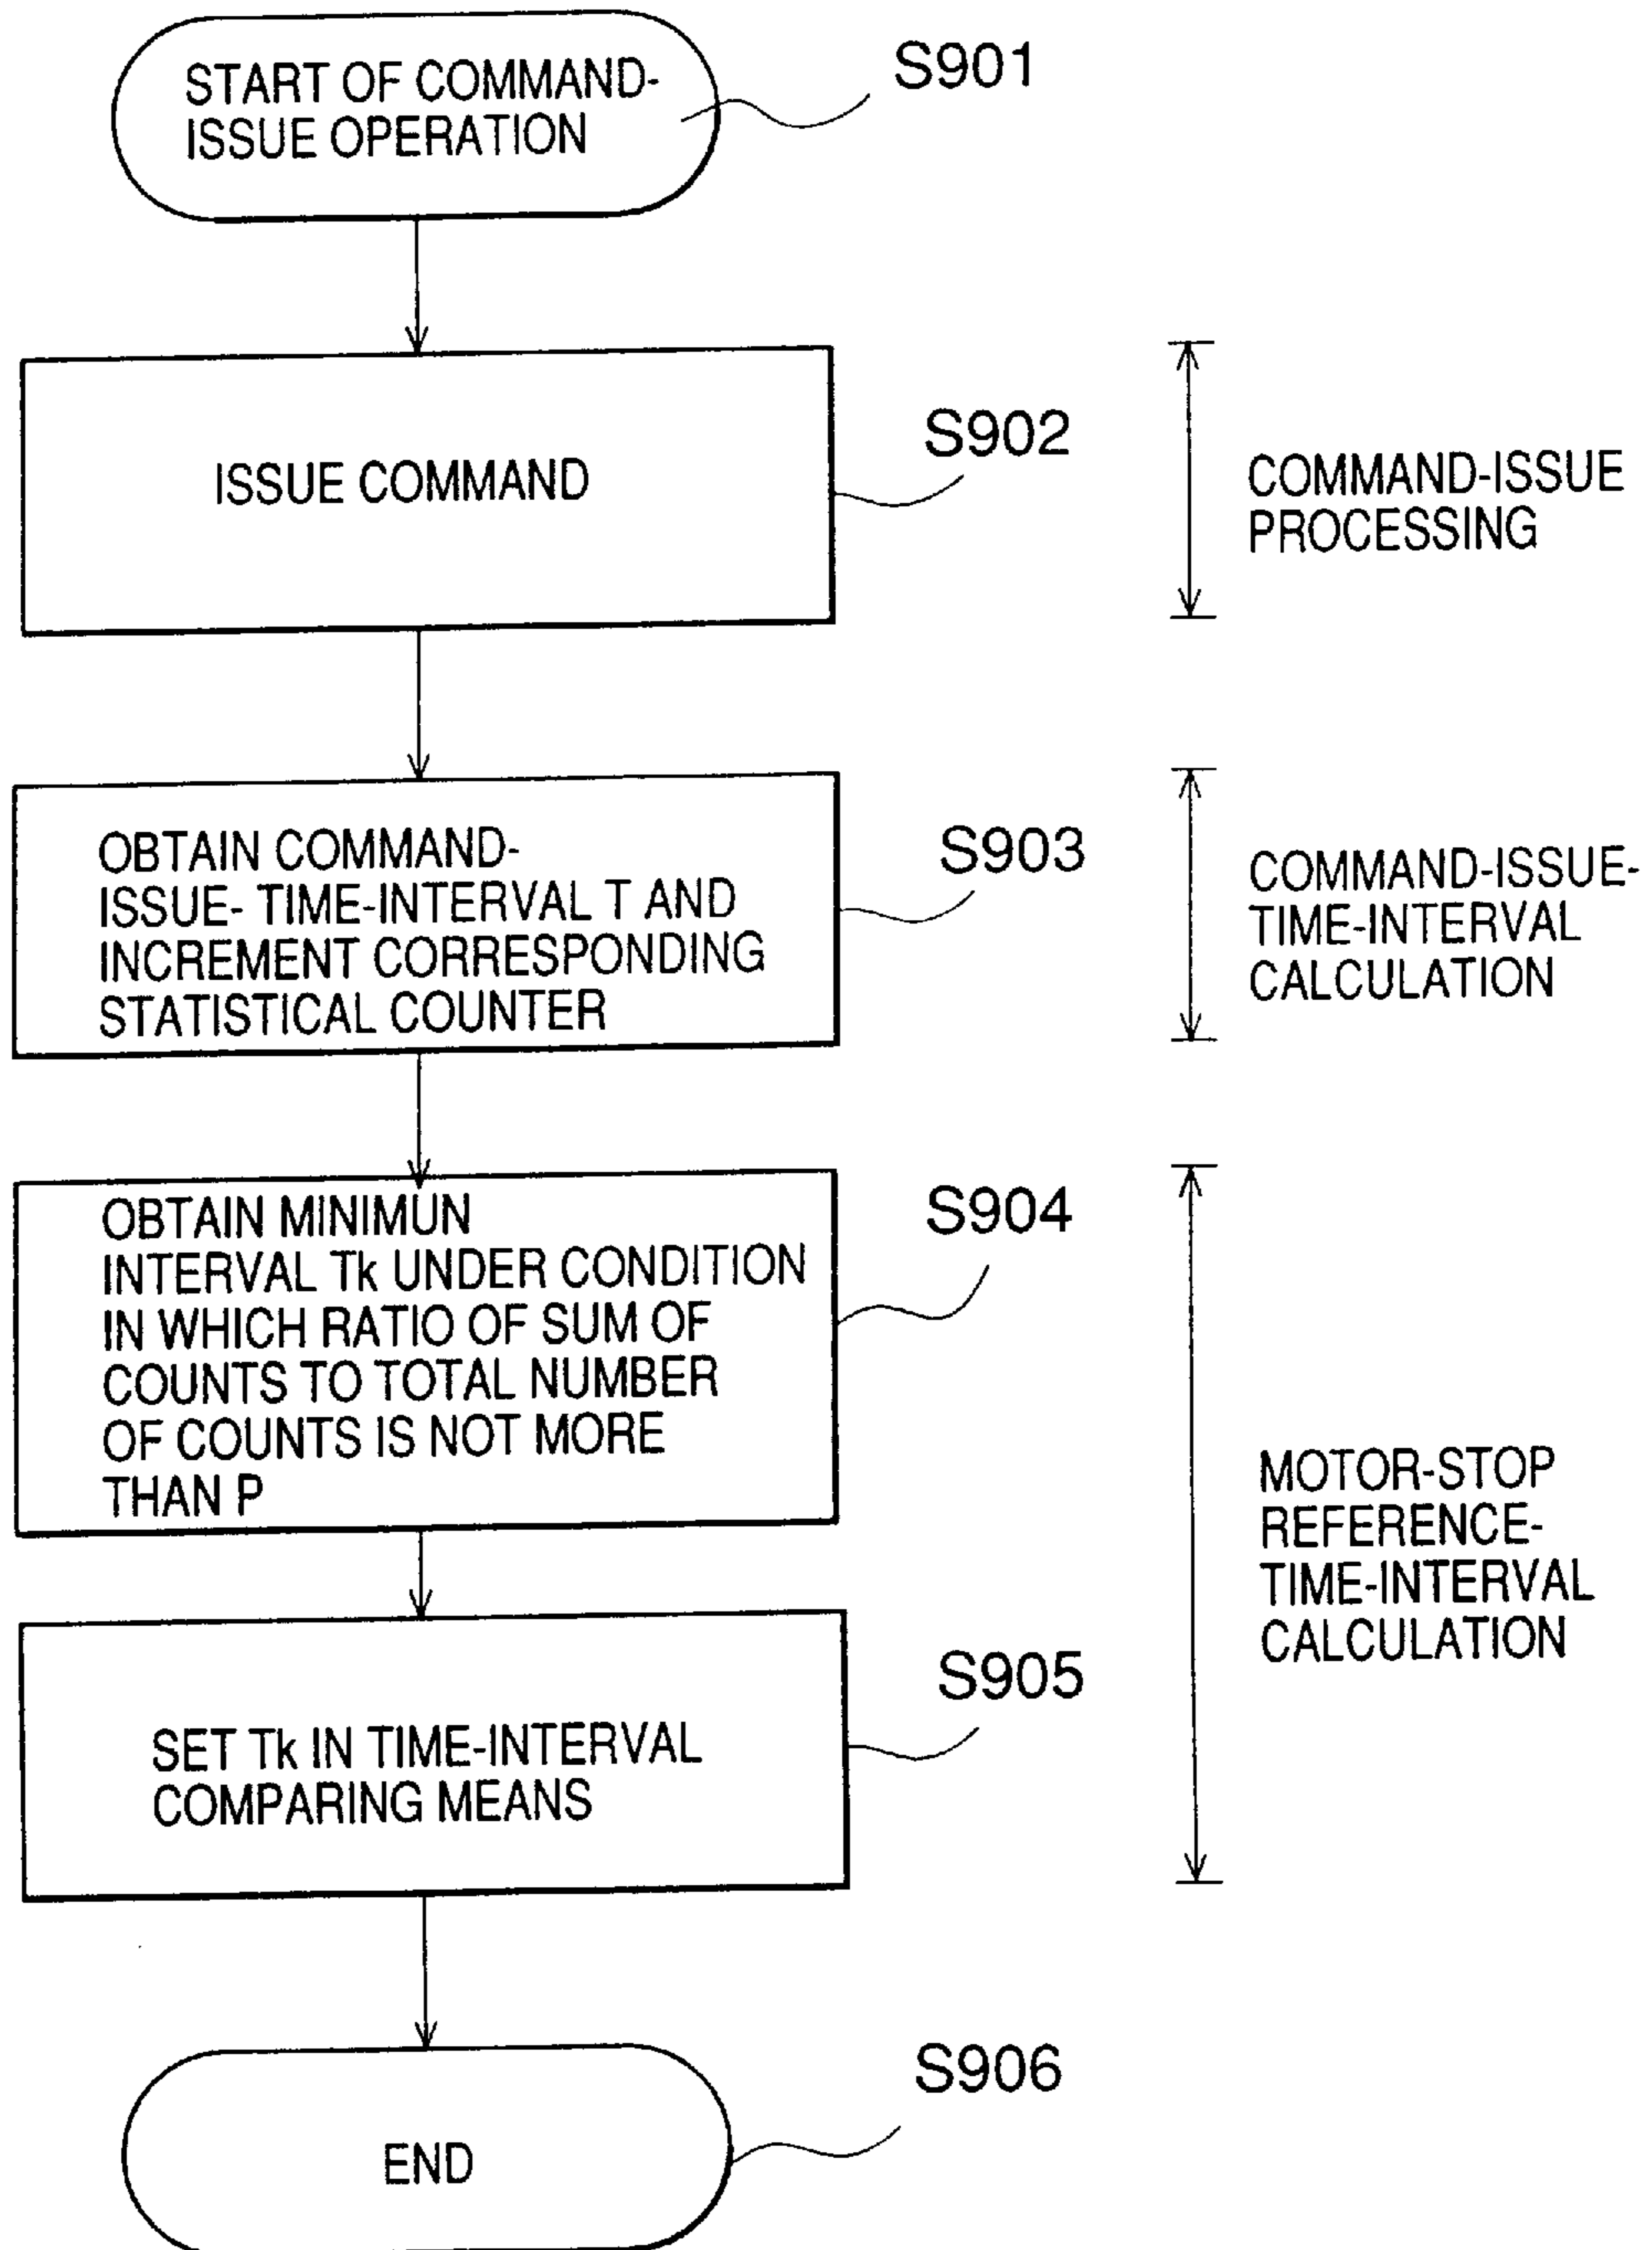 START OF COMMAND-
ISSUE OPERATION
S901
ISSUE COMMAND
S902
COMMAND-ISSUE
PROCESSING
OBTAIN COMMAND-
ISSUE- TIME-INTERVAL T AND
INCREMENT CORRESPONDING
STATISTICAL COUNTER
S903
COMMAND-ISSUE-
TIME-INTERVAL
CALCULATION
OBTAIN MINIMUN
INTERVAL Tk UNDER CONDITION
IN WHICH RATIO OF SUM OF
COUNTS TO TOTAL NUMBER
OF COUNTS IS NOT MORE
THAN P
S904
MOTOR-STOP
REFERENCE-
TIME-INTERVAL
CALCULATION
SET Tk IN TIME-INTERVAL
COMPARING MEANS
S905
END
S906